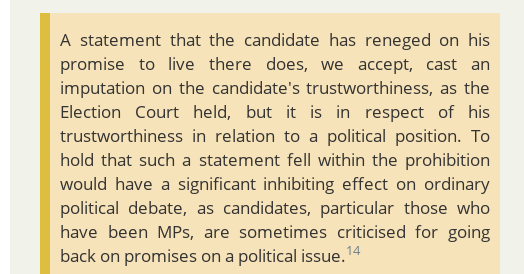 A statement that the candidate has reneged on his
promise to live there does, we accept, cast an
imputation on the candidate's trustworthiness, as the
Election Court held, but it is in respect of his
trustworthiness in relation to a political position. To
hold that such a statement fell within the prohibition
would have a significant inhibiting effect on ordinary
political debate, as candidates, particular those who
have been MPs, are sometimes criticised for going
back on promises on a political issue.14